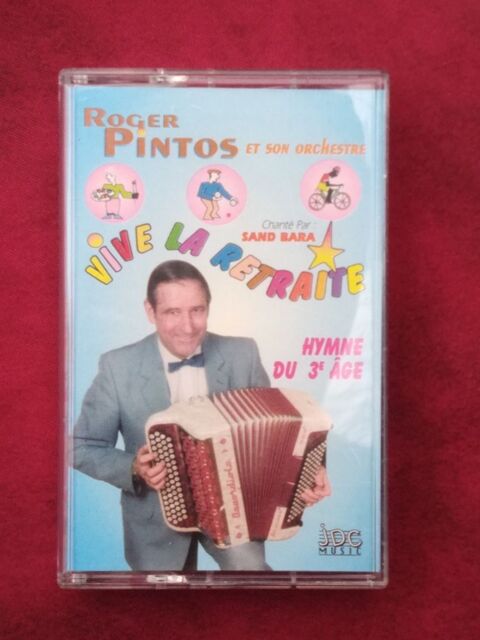 ROGER
PINTOS ET SON ORCHESTRE
Chanté Par :
SAND BARA
VIVE LA RETRAITE
HYMNE
DU 3E ÂGE
JDC
MUSIC